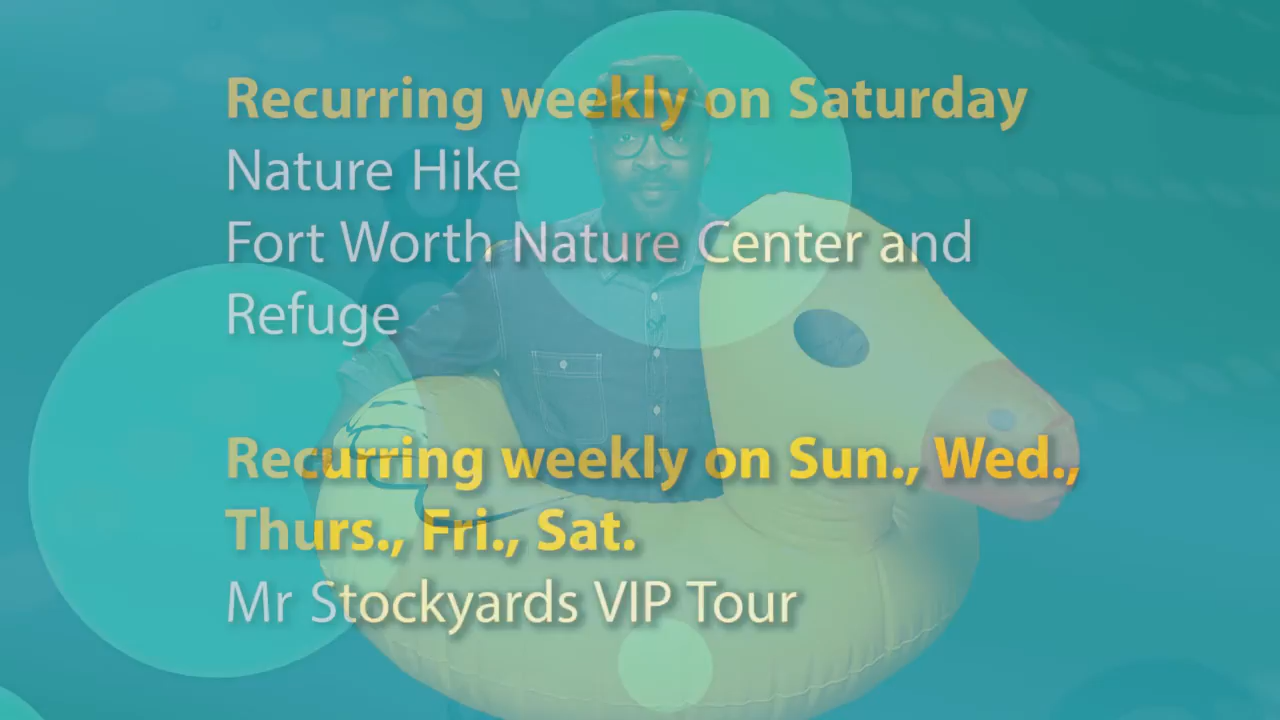 Recurring weekly on Saturday
Nature Hike
Fort Worth Nature Center and
Refuge
Recurring weekly on Sun., Wed.,
Thurs., Fri., Sat.
Mr Stockyards VIP Tour